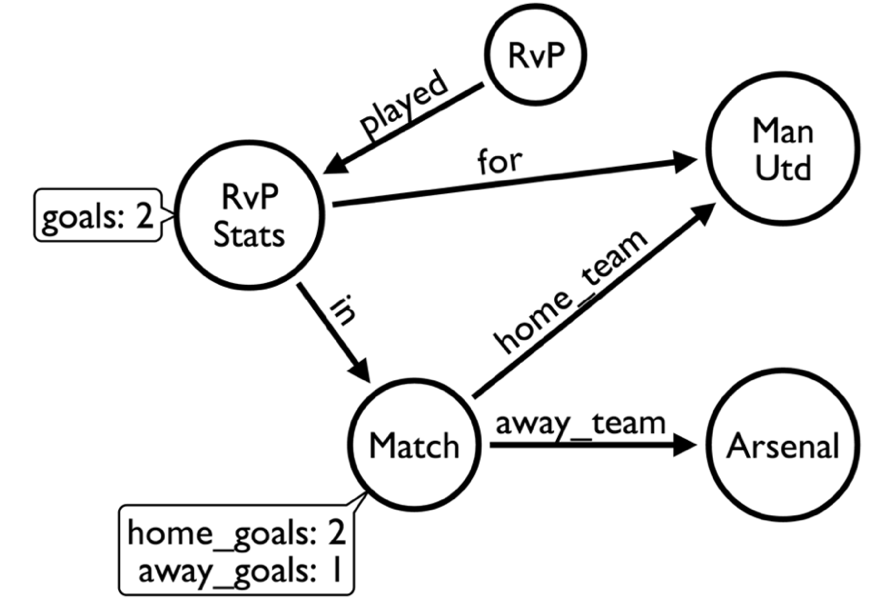 RvP
played
Man
Utd
for
RvP
Stats
goals: 2
home_team
in
away_team
Match
Arsenal
home_goals: 2
away_goals: 1